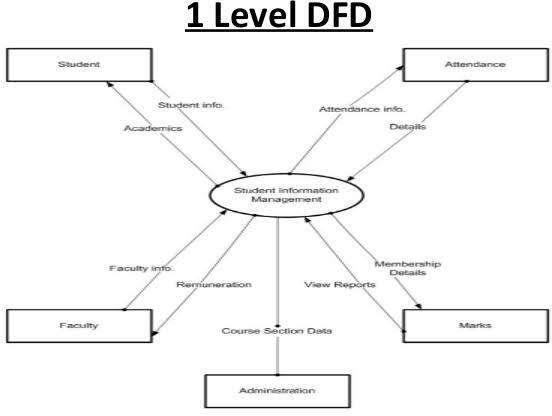 1 Level DFD
Student
Attendance
Student info.
Attendance info.
Academics
Details
Student Information
Management
Faculty info.
Remuneration
View Reports
Membership
Details
Faculty
Course Section Data
Marks
Administration